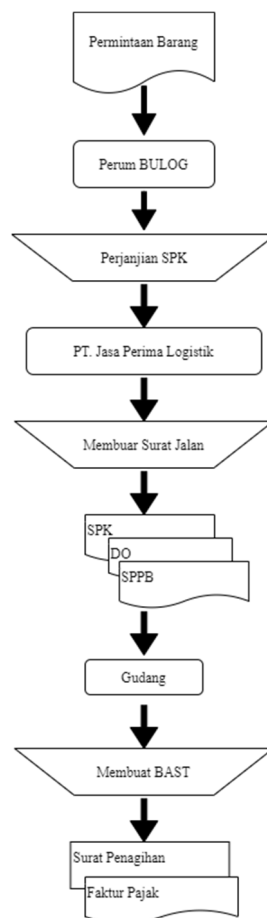 Permintaan Barang
Perum BULOG
Perjanjian SPK
PT. Jasa Perima Logistik
Membuar Surat Jalan
SPK
DO
SPPB
Gudang
Membuat BAST
Surat Penagihan
Faktur Pajak